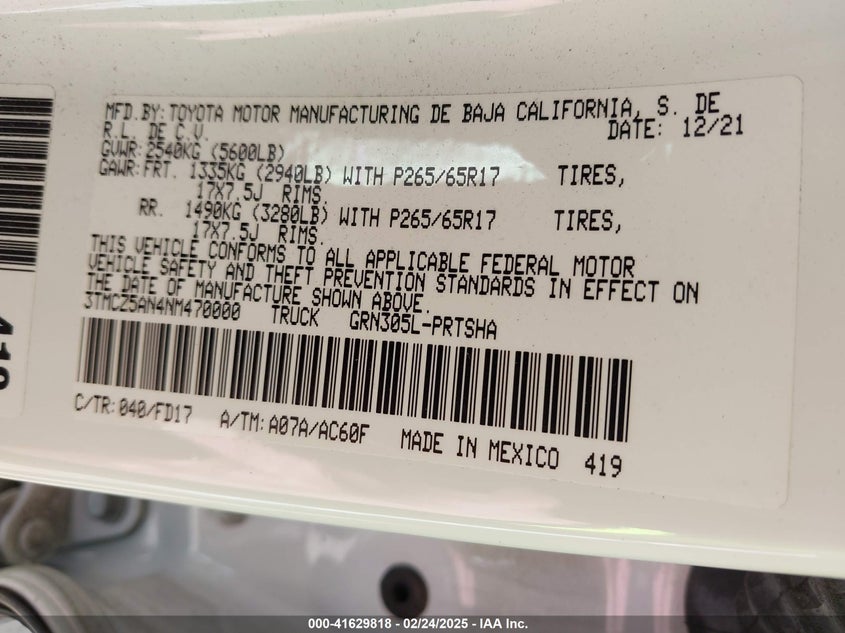 MFD.BY:TOYOTA MOTOR MANUFACTURING DE BAJA CALIFORNIA, S. DE
R.L. DE C.V. DATE: 12/21
GVWR:2540KG (5600LB)
GAWR:FRT. 1335KG (2940LB) WITH P265/65R17 TIRES,
17X7.5J RIMS.
RR. 1490KG (3280LB) WITH P265/65R17 TIRES,
17X7.5J RIMS.
THIS VEHICLE CONFORMS TO ALL APPLICABLE FEDERAL MOTOR
VEHICLE SAFETY AND THEFT PREVENTION STANDARDS IN EFFECT ON
THE DATE OF MANUFACTURE SHOWN ABOVE.
3TMCZ5AN4NM470000 TRUCK GRN305L-PRTSHA
C/TR:040/FD17 A/TM:A07A/AC60F MADE IN MEXICO 419
000-41629818 - 02/24/2025 - IAA Inc.